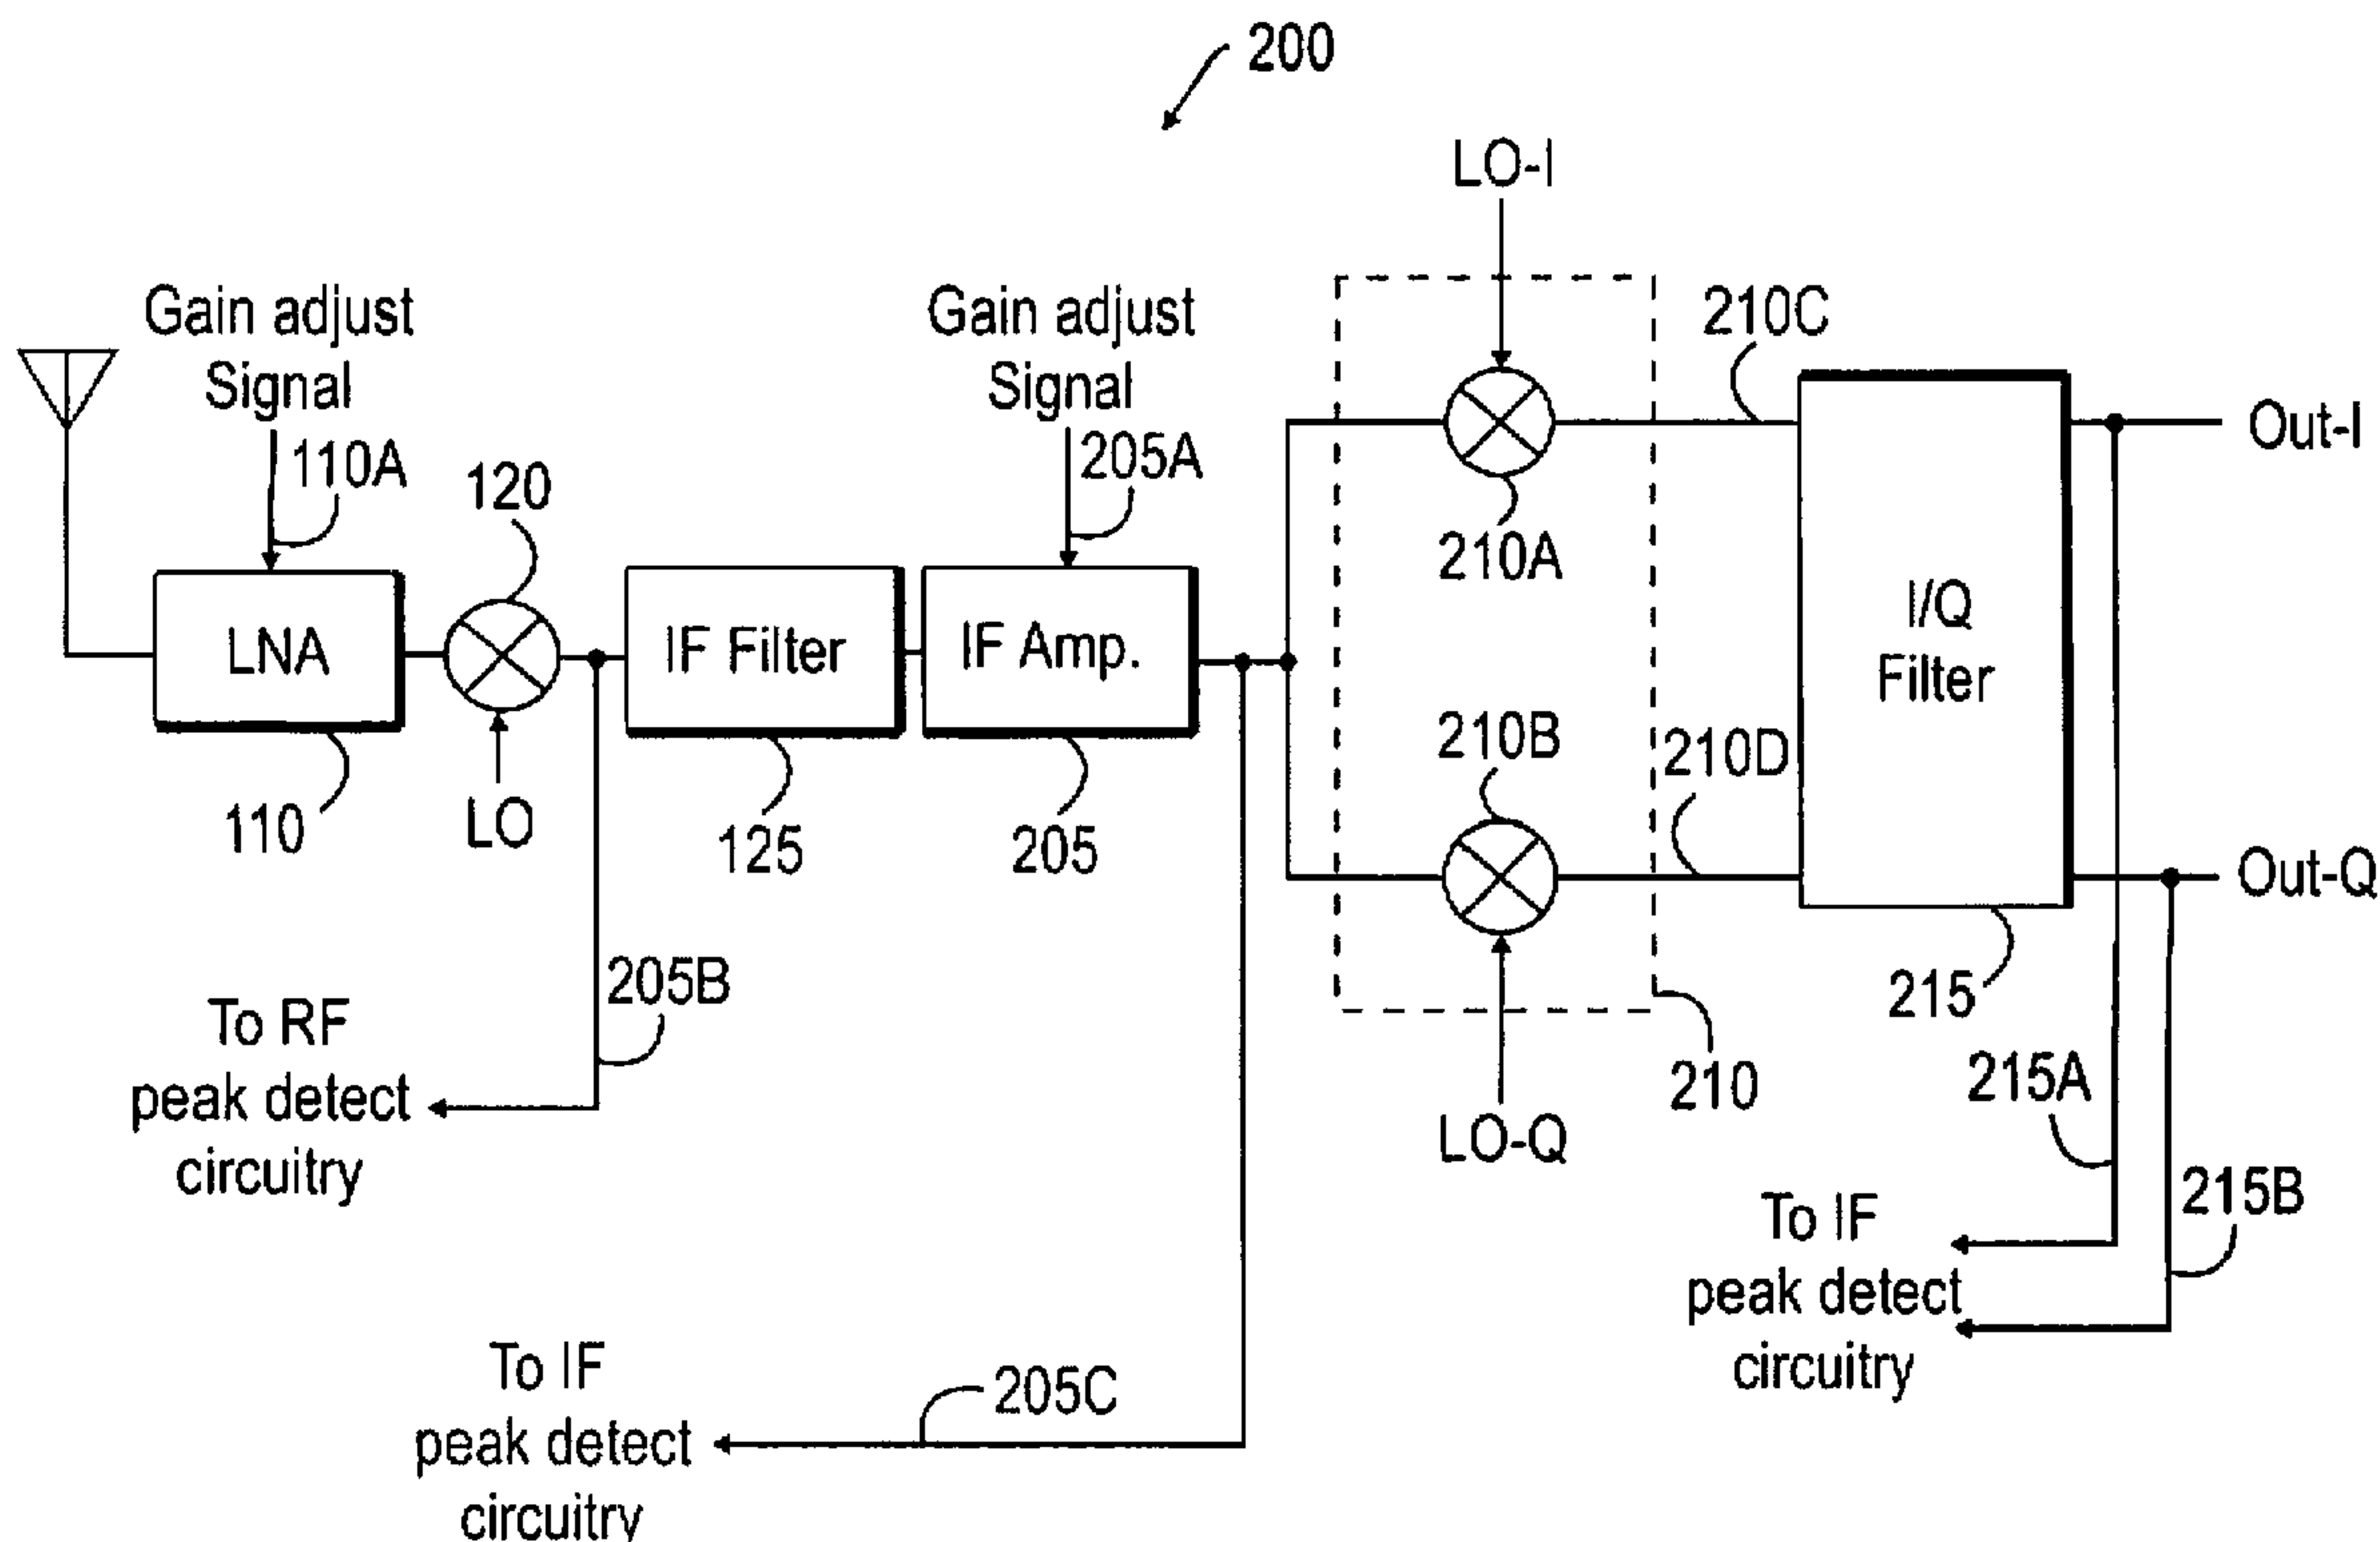 200
LO-I
Gain adjust
Signal
Gain adjust
Signal
210C
Out-I
110A
120
205A
210A
LNA
IF Filter
IF Amp.
I/Q
Filter
210B
210D
110
LO
125
205
Out-Q
205B
215
To RF
peak detect
circuitry
210
215A
LO-Q
215B
To IF
peak detect
circuitry
To IF
peak detect
circuitry
205C